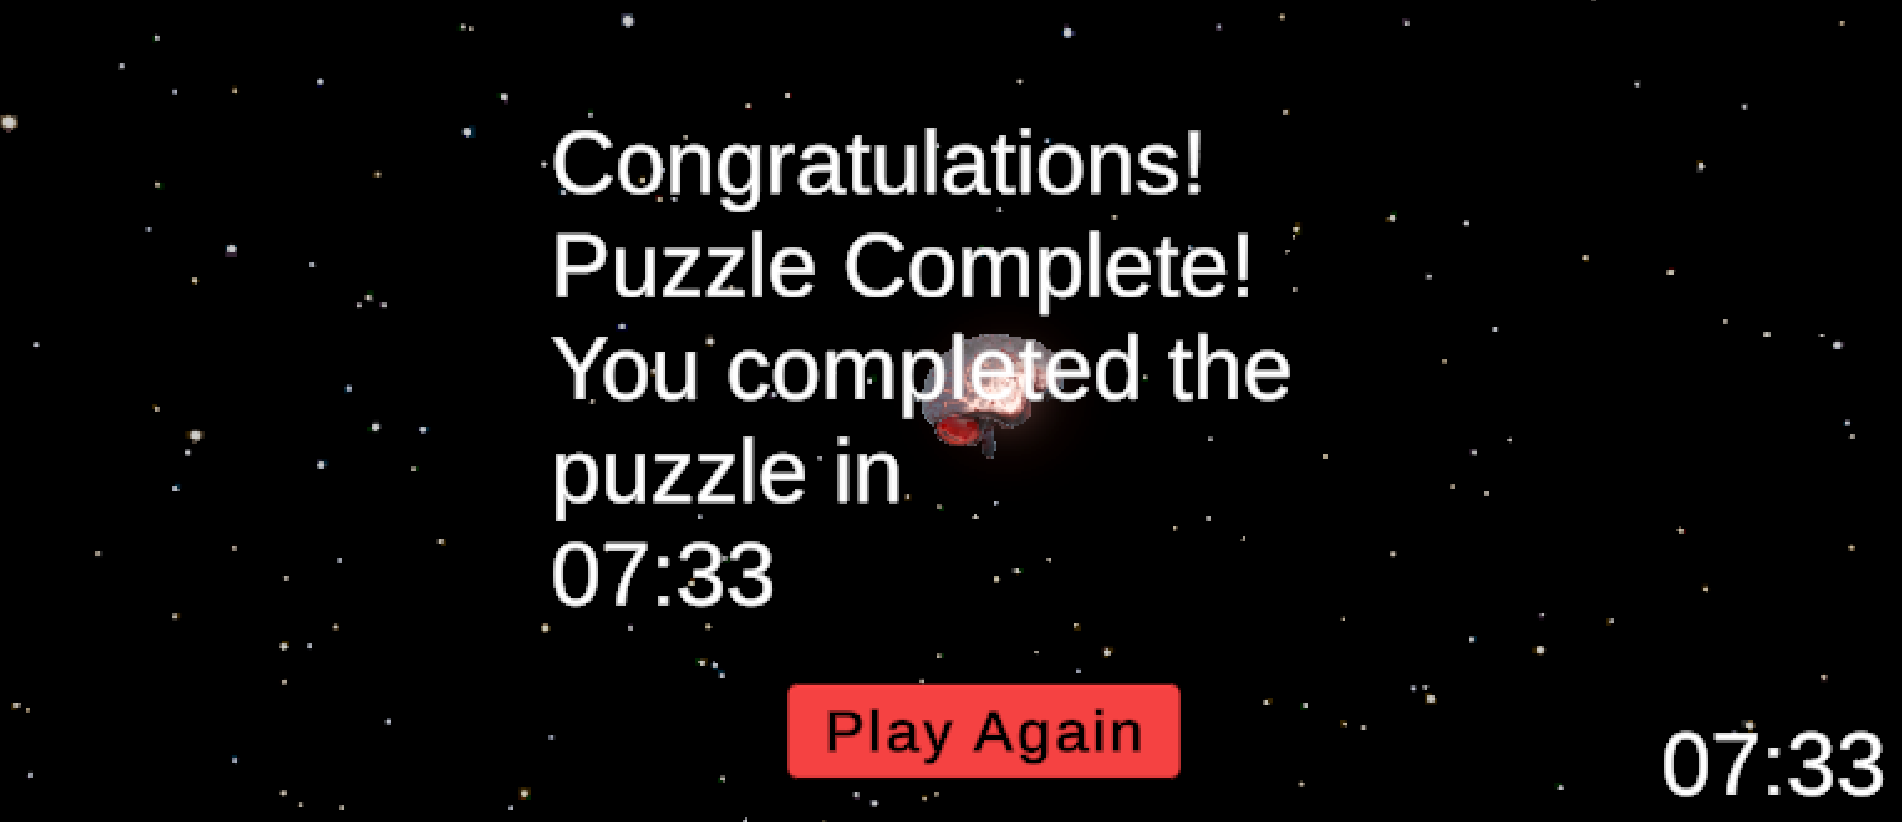 Congratulations!
Puzzle Complete!
You completed the
puzzle in
07:33
Play Again
07:33